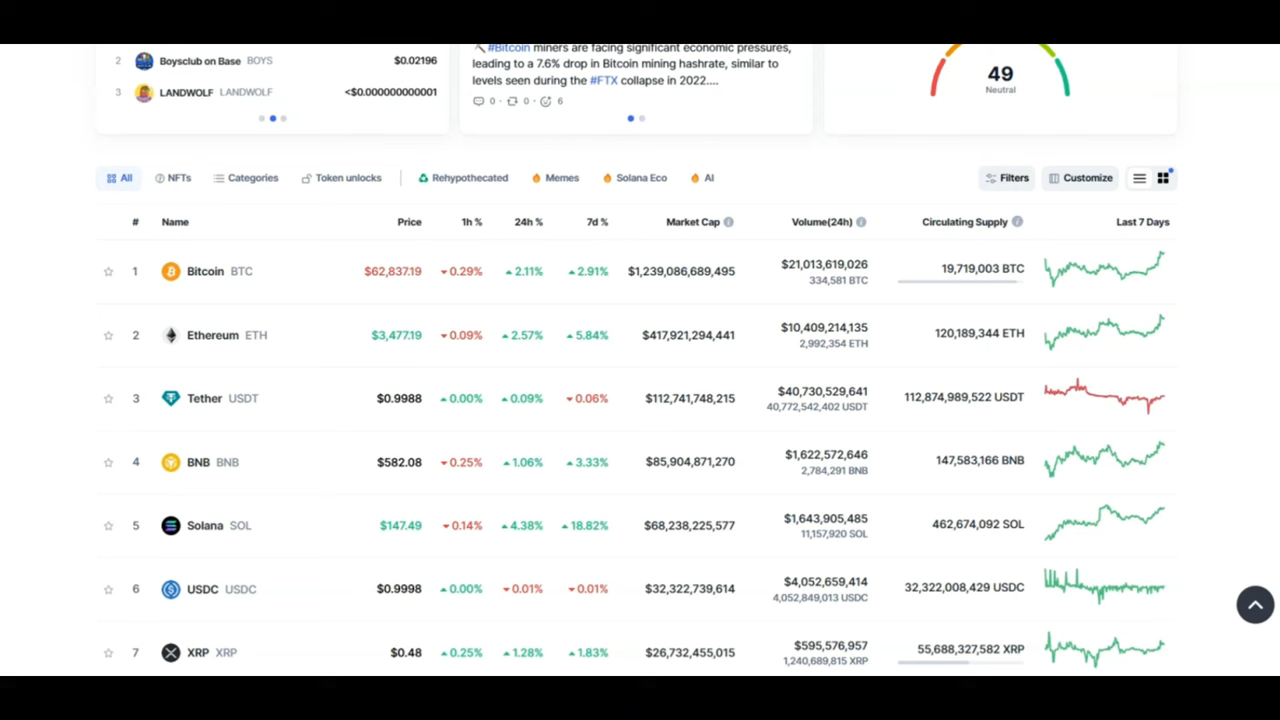 2 Boysclub on Base BOYS $0.02196
3 LANDWOLF LANDWOLF <$0.000000000001
#Bitcoin miners are facing significant economic pressures,
leading to a 7.6% drop in Bitcoin mining hashrate, similar to
levels seen during the #FTX collapse in 2022....
0 · 0 · 6
49
Neutral
All NFTs Categories Token unlocks Rehypothecated Memes Solana Eco AI Filters Customize
# Name Price 1h % 24h % 7d % Market Cap Volume(24h) Circulating Supply Last 7 Days
1 Bitcoin BTC $62,837.19 0.29% 2.11% 2.91% $1,239,086,689,495 $21,013,619,026 19,719,003 BTC
334,581 BTC
2 Ethereum ETH $3,477.19 0.09% 2.57% 5.84% $417,921,294,441 $10,409,214,135 120,189,344 ETH
2,992,354 ETH
3 Tether USDT $0.9988 0.00% 0.09% 0.06% $112,741,748,215 $40,730,529,641 112,874,989,522 USDT
40,772,542,402 USDT
4 BNB BNB $582.08 0.25% 1.06% 3.33% $85,904,871,270 $1,622,572,646 147,583,166 BNB
2,784,291 BNB
5 Solana SOL $147.49 0.14% 4.38% 18.82% $68,238,225,577 $1,643,905,485 462,674,092 SOL
11,157,920 SOL
6 USDC USDC $0.9998 0.00% 0.01% 0.01% $32,322,739,614 $4,052,659,414 32,322,008,429 USDC
4,052,849,013 USDC
7 XRP XRP $0.48 0.25% 1.28% 1.83% $26,732,455,015 $595,576,957 55,688,327,582 XRP
1,240,689,815 XRP